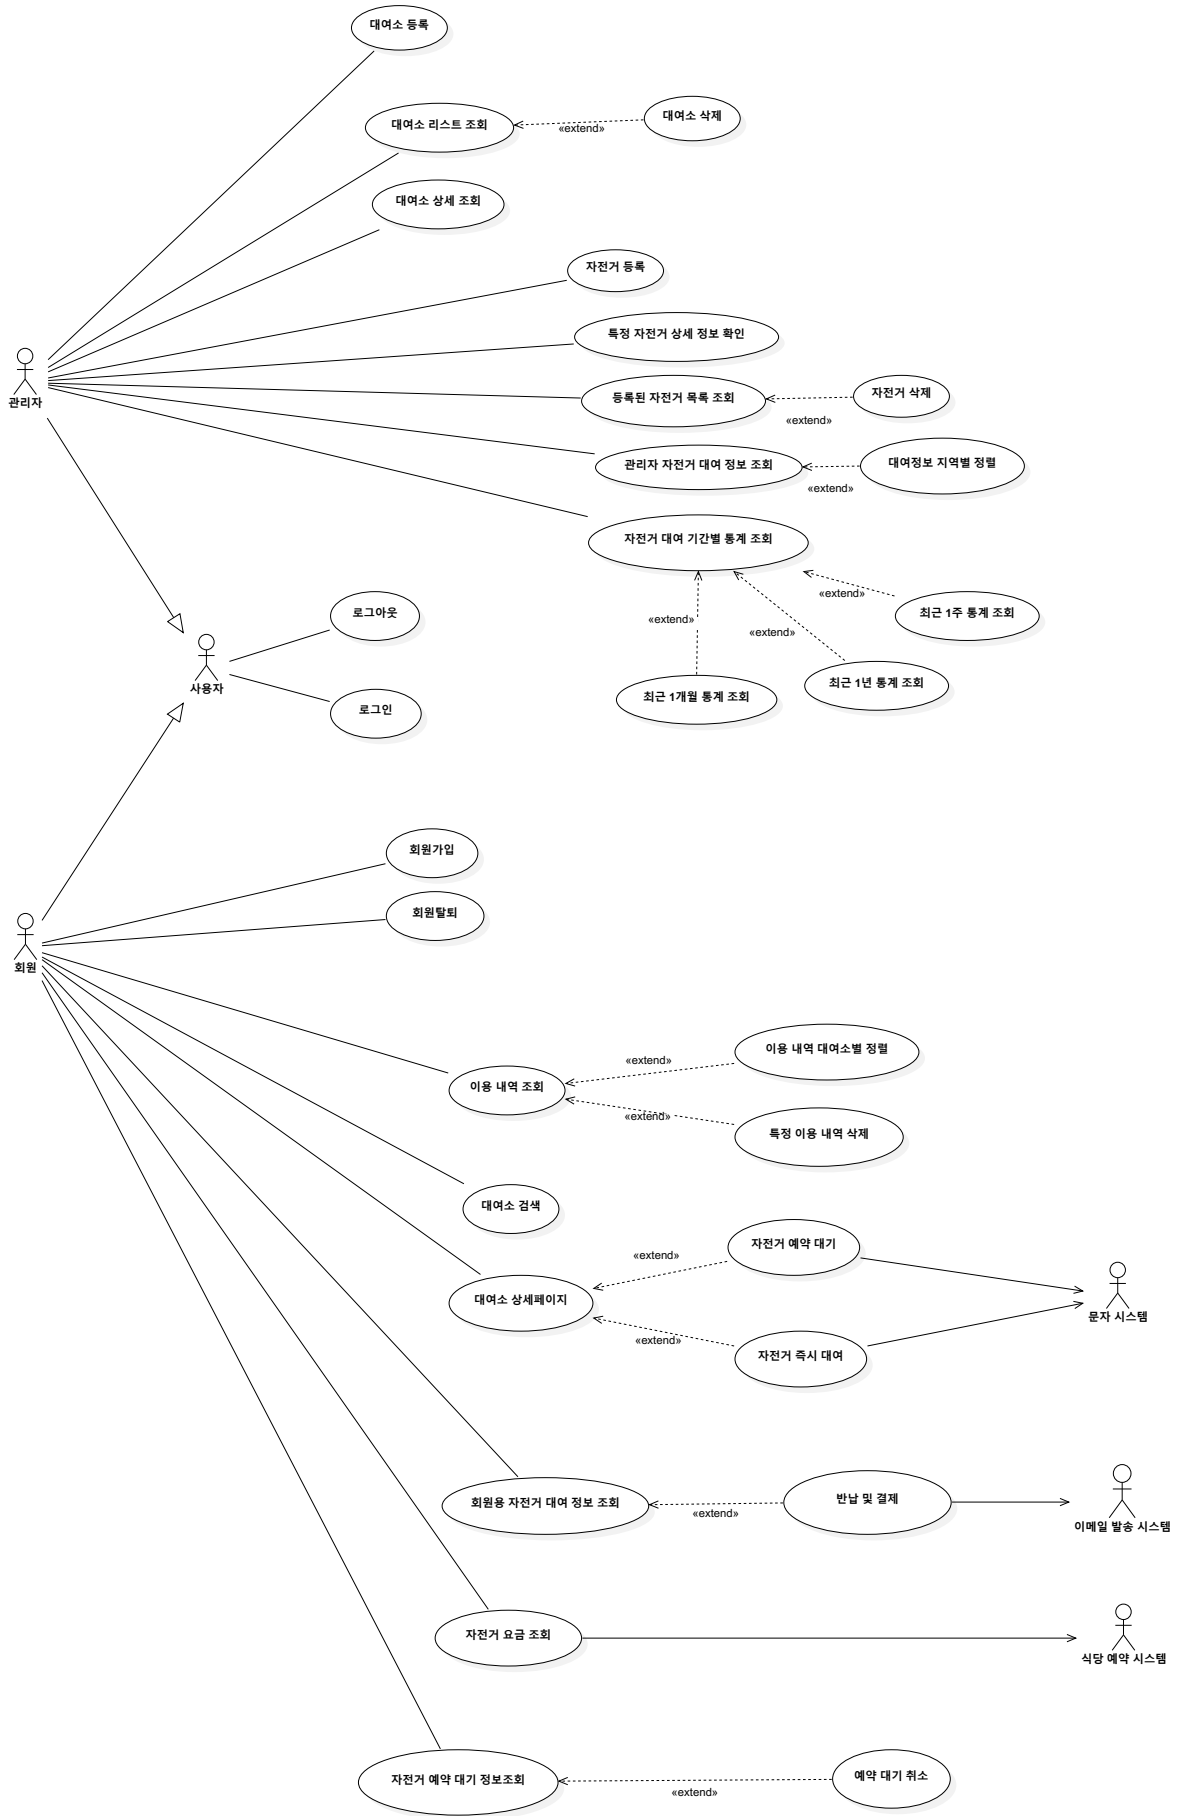 대여소 등록
대여소 리스트 조회
«extend»
대여소 삭제
대여소 상세 조회
자전거 등록
특정 자전거 상세 정보 확인
관리자
등록된 자전거 목록 조회
«extend»
자전거 삭제
관리자 자전거 대여 정보 조회
«extend»
대여정보 지역별 정렬
자전거 대여 기간별 통계 조회
«extend»
«extend»
«extend»
최근 1주 통계 조회
최근 1년 통계 조회
최근 1개월 통계 조회
로그아웃
사용자
로그인
회원가입
회원탈퇴
회원
이용 내역 조회
«extend»
이용 내역 대여소별 정렬
«extend»
특정 이용 내역 삭제
대여소 검색
대여소 상세페이지
«extend»
자전거 예약 대기
«extend»
자전거 즉시 대여
문자 시스템
회원용 자전거 대여 정보 조회
«extend»
반납 및 결제
이메일 발송 시스템
자전거 요금 조회
식당 예약 시스템
자전거 예약 대기 정보조회
«extend»
예약 대기 취소